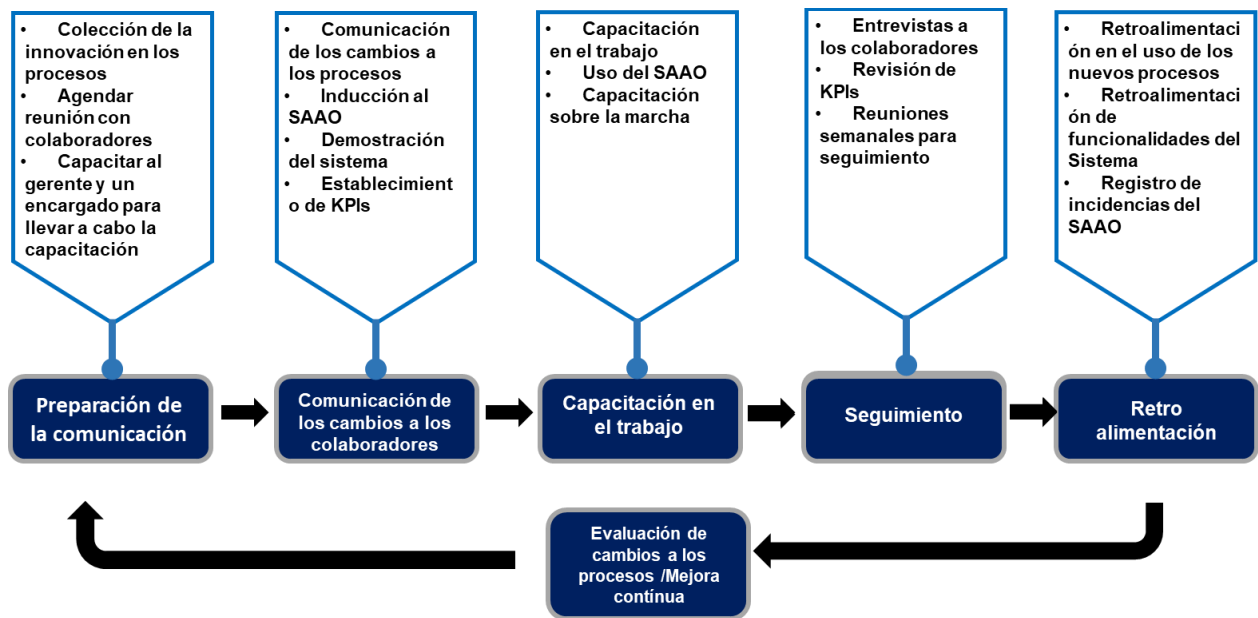 • Colección de la
innovación en los
procesos
• Agendar
reunión con
colaboradores
• Capacitar al
gerente y un
encargado para
llevar a cabo la
capacitación
• Comunicación
de los cambios a
los procesos
• Inducción al
SAAO
• Demostración
del sistema
• Establecimient
o de KPIs
• Capacitación
en el trabajo
• Uso del SAAO
• Capacitación
sobre la marcha
• Entrevistas a
los colaboradores
• Revisión de
KPIs
• Reuniones
semanales para
seguimiento
• Retroalimentaci
ón en el uso de los
nuevos procesos
• Retroalimentaci
ón de
funcionalidades del
Sistema
• Registro de
incidencias del
SAAO
Preparación de
la comunicación
Comunicación de
los cambios a los
colaboradores
Capacitación en
el trabajo
Seguimiento
Retro
alimentación
Evaluación de
cambios a los
procesos /Mejora
contínua